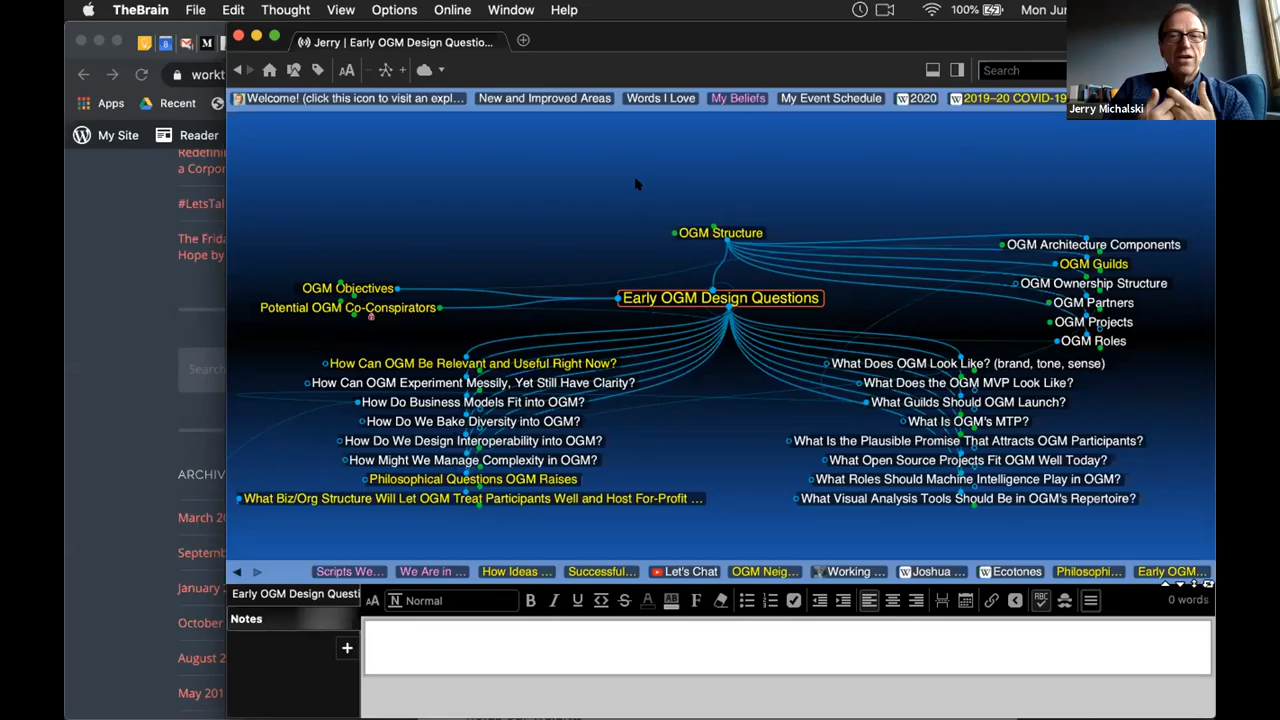 TheBrain File Edit Thought View Options Online Window Help 100% Mon Jun
Jerry | Early OGM Design Questio...
workt
Search
Apps Recent
Welcome! (click this icon to visit an expl... New and Improved Areas Words I Love My Beliefs My Event Schedule 2020 2019–20 COVID-19
Jerry Michalski
My Site Reader
Redefinin
a Corpor
#LetsTal
The Frida
Hope by
Search
ARCHIV
March 20
Septemb
January
October
August 2
May 201
OGM Structure
OGM Architecture Components
OGM Guilds
OGM Ownership Structure
OGM Partners
OGM Projects
OGM Roles
OGM Objectives
Potential OGM Co-Conspirators
Early OGM Design Questions
How Can OGM Be Relevant and Useful Right Now?
How Can OGM Experiment Messily, Yet Still Have Clarity?
How Do Business Models Fit into OGM?
How Do We Bake Diversity into OGM?
How Do We Design Interoperability into OGM?
How Might We Manage Complexity in OGM?
Philosophical Questions OGM Raises
What Biz/Org Structure Will Let OGM Treat Participants Well and Host For-Profit ...
What Does OGM Look Like? (brand, tone, sense)
What Does the OGM MVP Look Like?
What Guilds Should OGM Launch?
What Is OGM's MTP?
What Is the Plausible Promise That Attracts OGM Participants?
What Open Source Projects Fit OGM Well Today?
What Roles Should Machine Intelligence Play in OGM?
What Visual Analysis Tools Should Be in OGM's Repertoire?
Scripts We... We Are in ... How Ideas ... Successful... Let's Chat OGM Neig... Working ... Joshua ... Ecotones Philosophi... Early OGM...
Early OGM Design Questi
Normal
0 words
Notes